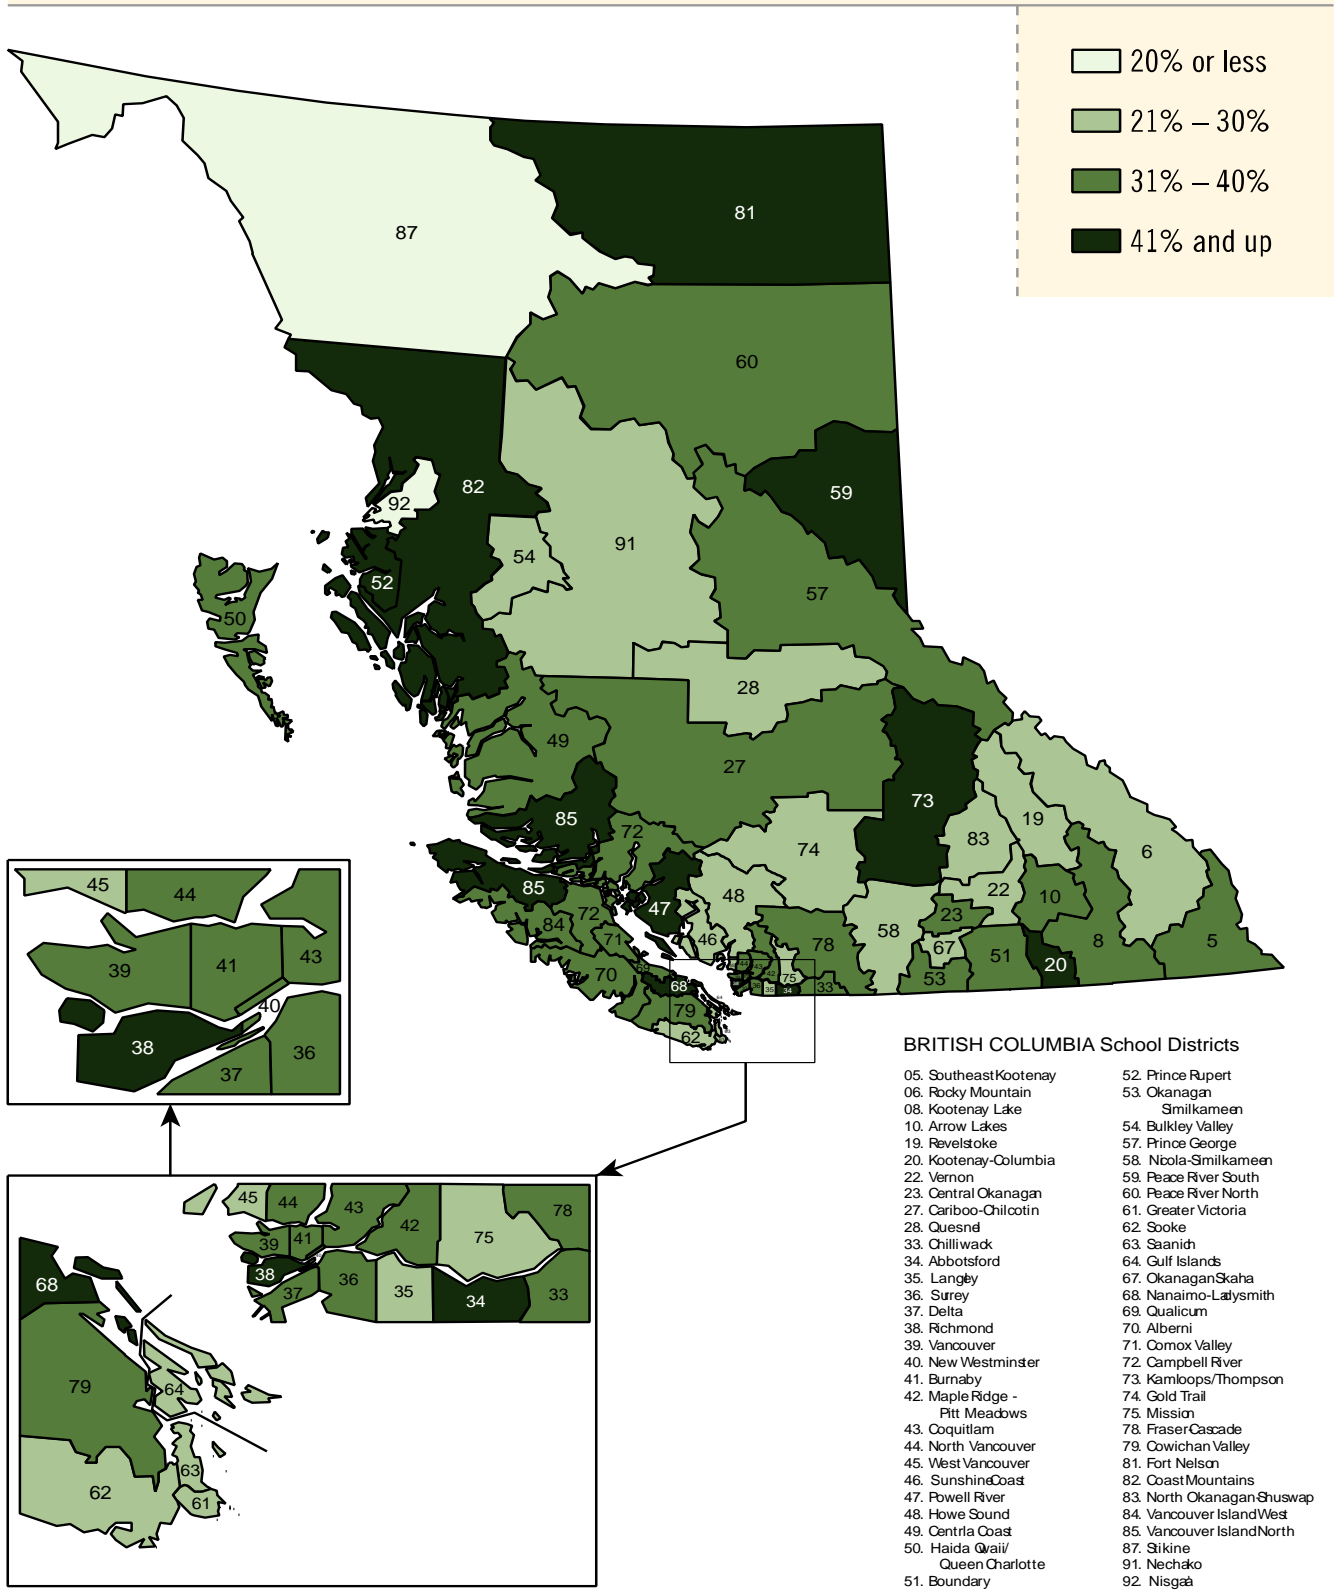 20% or less
21% – 30%
31% – 40%
41% and up
87
81
60
59
82
92
52
54
91
57
50
28
49
27
73
85
72
74
83
19
6
85
72
84
71
47
48
46
70
69
68
79
62
22
10
23
58
78
67
51
8
5
20
53
33
75
34
35
36
42
43
44
45
44
39
41
43
40
38
37
36
45
44
43
42
75
78
39
41
38
37
36
35
34
33
68
79
64
62
63
61
BRITISH COLUMBIA School Districts
05. Southeast Kootenay
06. Rocky Mountain
08. Kootenay Lake
10. Arrow Lakes
19. Revelstoke
20. Kootenay-Columbia
22. Vernon
23. Central Okanagan
27. Cariboo-Chilcotin
28. Quesnel
33. Chilliwack
34. Abbotsford
35. Langley
36. Surrey
37. Delta
38. Richmond
39. Vancouver
40. New Westminster
41. Burnaby
42. Maple Ridge -
Pitt Meadows
43. Coquitlam
44. North Vancouver
45. West Vancouver
46. Sunshine Coast
47. Powell River
48. Howe Sound
49. Centrla Coast
50. Haida Qwaii/
Queen Charlotte
51. Boundary
52. Prince Rupert
53. Okanagan
Similkameen
54. Bulkley Valley
57. Prince George
58. Nicola-Similkameen
59. Peace River South
60. Peace River North
61. Greater Victoria
62. Sooke
63. Saanich
64. Gulf Islands
67. Okanagan Skaha
68. Nanaimo-Ladysmith
69. Qualicum
70. Alberni
71. Comox Valley
72. Campbell River
73. Kamloops/Thompson
74. Gold Trail
75. Mission
78. Fraser-Cascade
79. Cowichan Valley
81. Fort Nelson
82. Coast Mountains
83. North Okanagan-Shuswap
84. Vancouver Island West
85. Vancouver Island North
87. Stikine
91. Nechako
92. Nisga'a